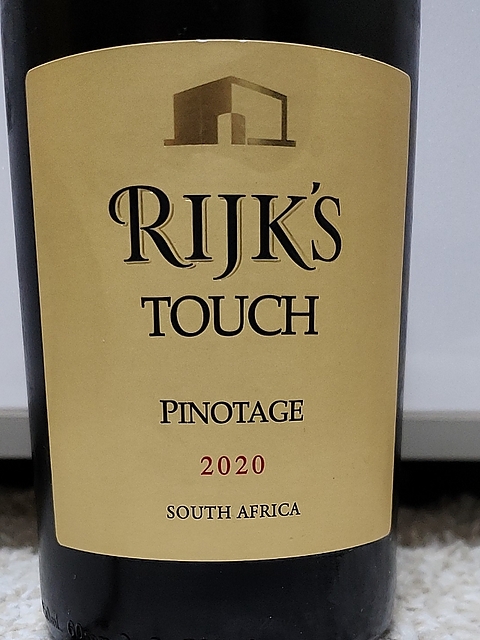 RIJK'S
TOUCH
PINOTAGE
2020
SOUTH AFRICA